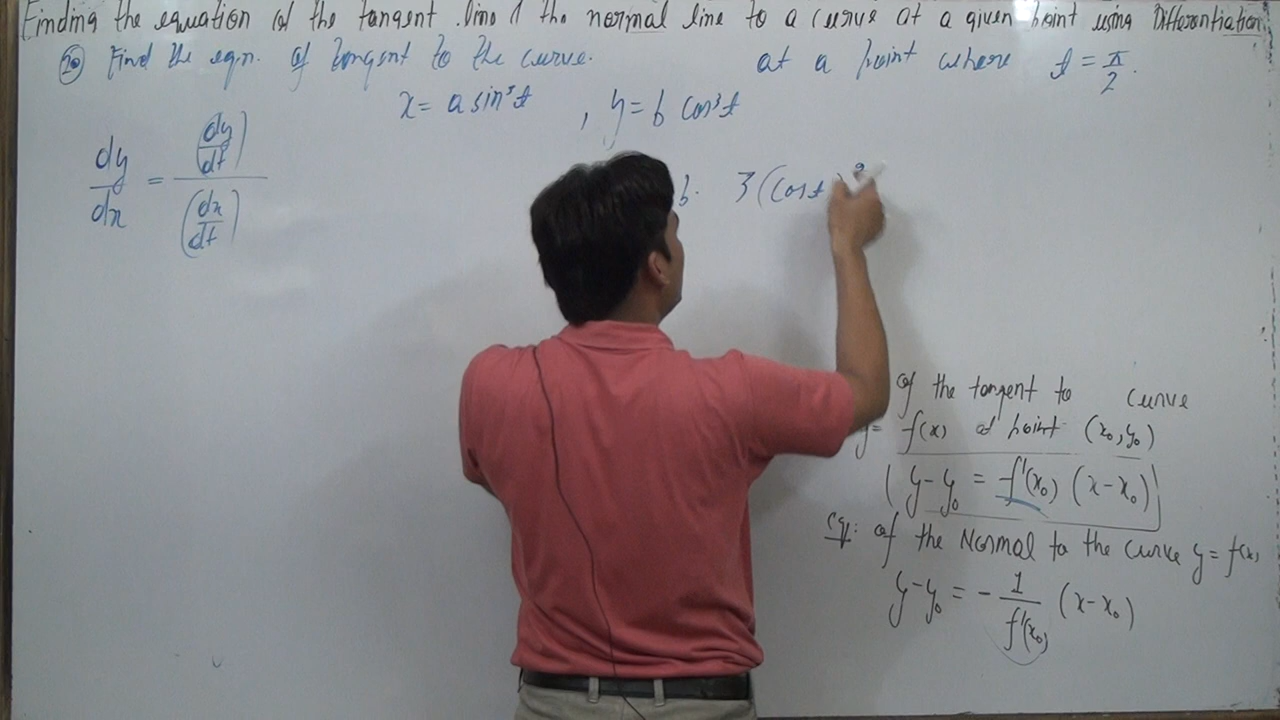 Finding the equation of the tangent line & the normal line to a curve at a given point using Differentiation.
20 Find the eqn. of tangent to the curve. at a point where t = π/2.
x = a sin³t , y = b cos³t
dy/dx = (dy/dt) / (dx/dt)
b. 3(cos t)²
of the tangent to curve
y = f(x) at point (x₀, y₀)
y - y₀ = f'(x₀) (x - x₀)
Eq: of the Normal to the curve y = f(x)
y - y₀ = - 1/f'(x₀) (x - x₀)